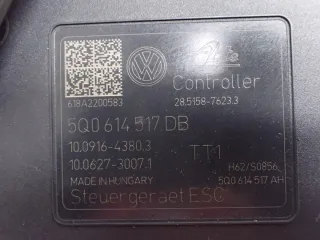 Ate
Controller
618A2200583
28.5158-7623.3
5Q0 614 517 DB
10.0916-4380.3
TT1
10.0627-3007.1
H62/S0856
MADE IN HUNGARY
5Q0 614 517 AH
Steuergeraet ESC